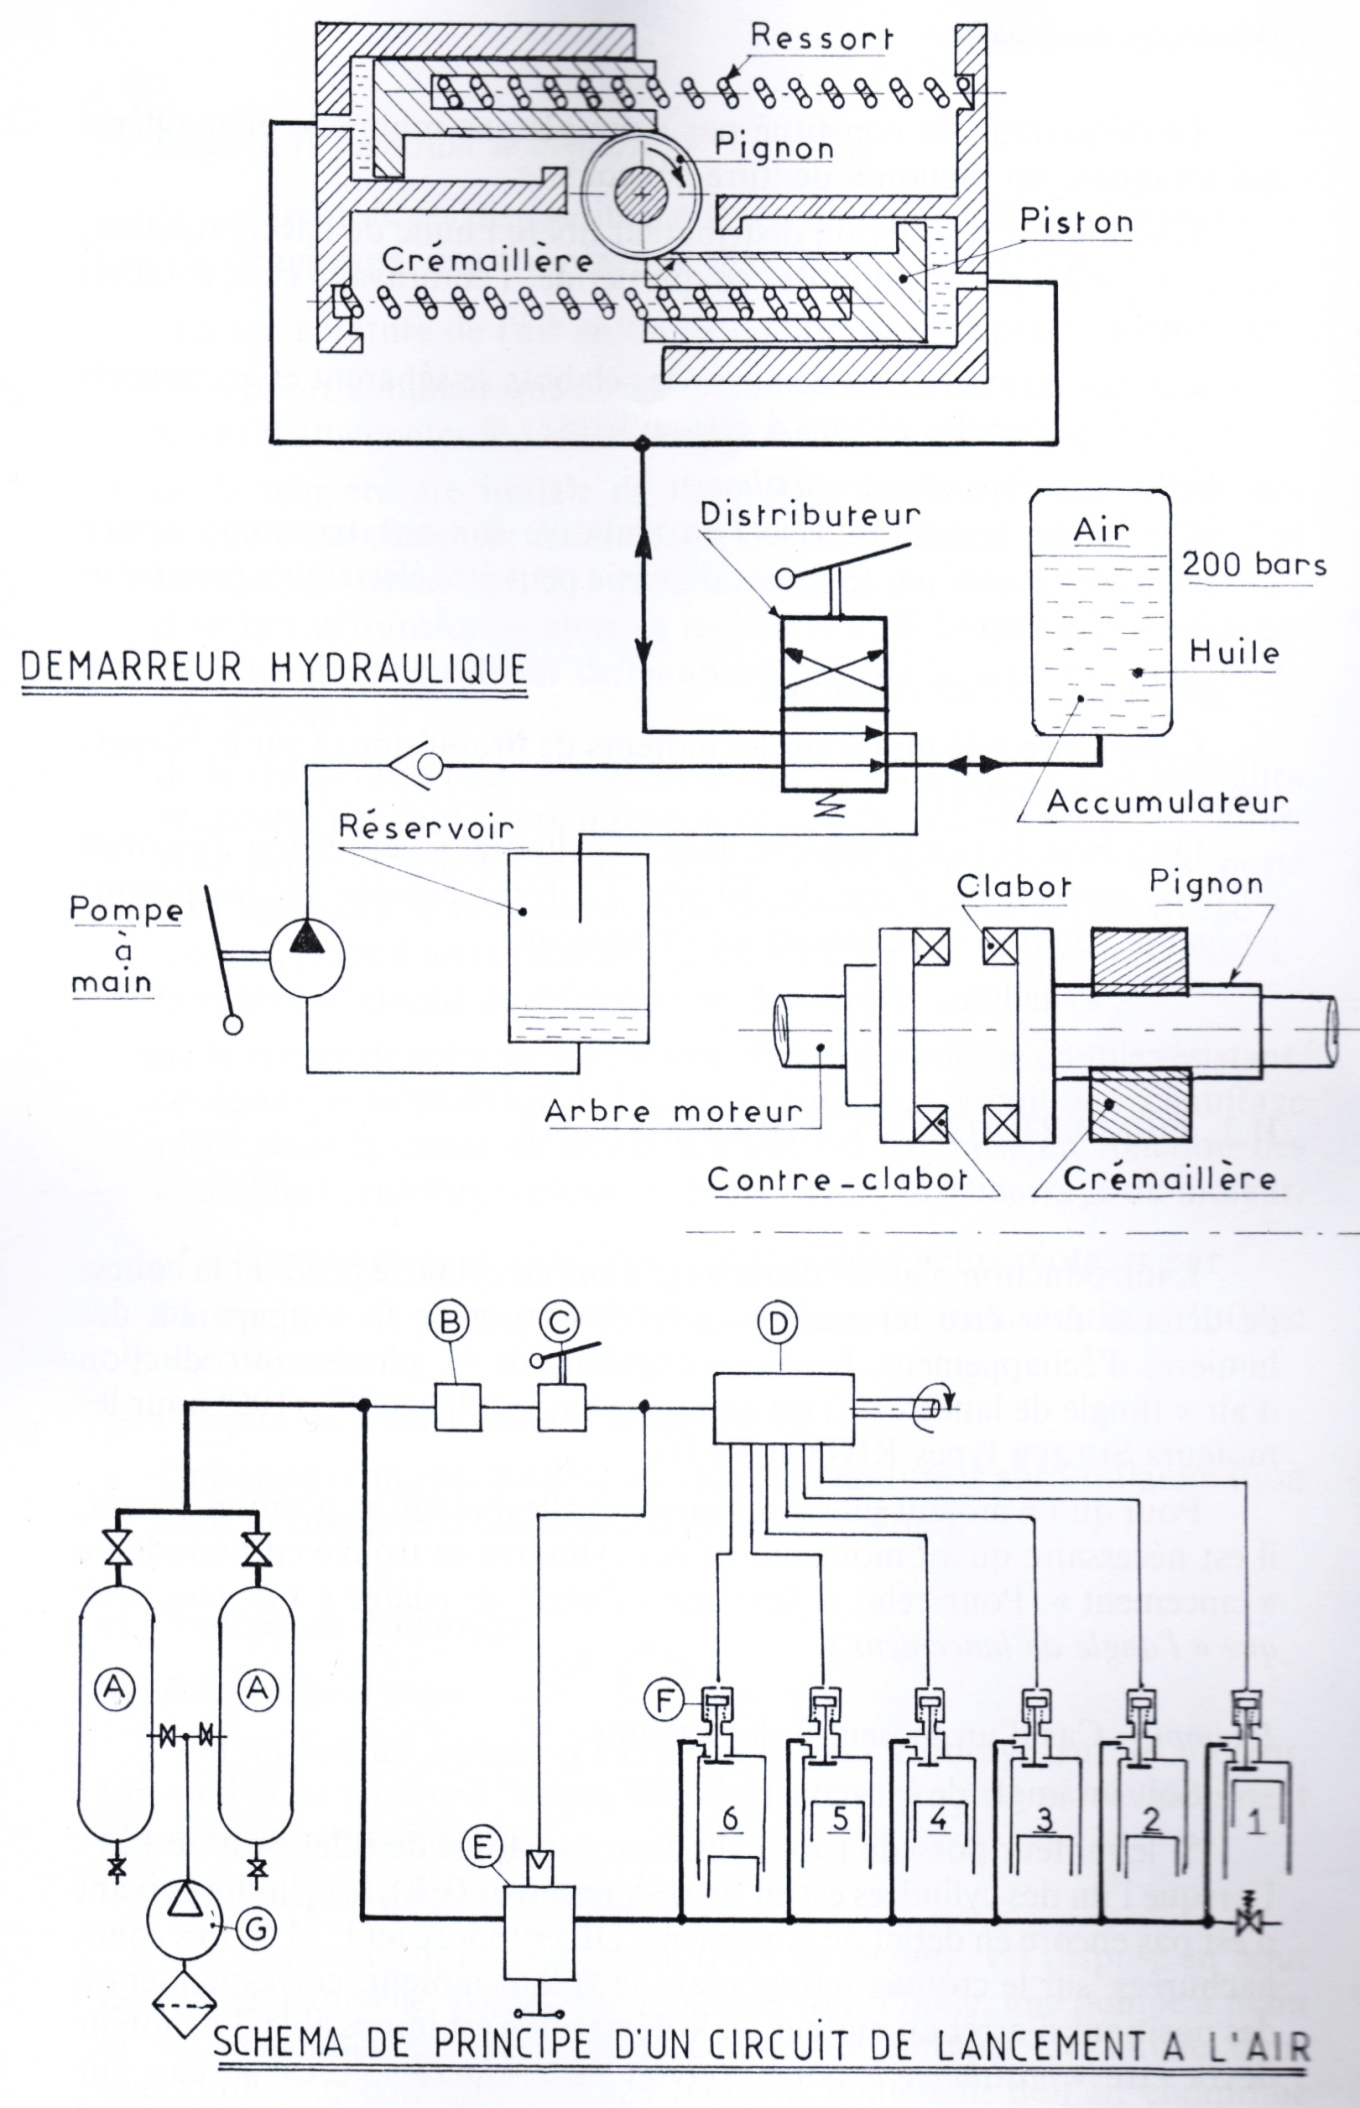 Ressort
Pignon
Piston
Crémaillère
Distributeur
Air
200 bars
DEMARREUR HYDRAULIQUE
Huile
Accumulateur
Réservoir
Pompe
à
main
Clabot
Pignon
Arbre moteur
Contre-clabot
Crémaillère
B
C
D
A
A
F
6
5
4
3
2
1
E
G
SCHEMA DE PRINCIPE D'UN CIRCUIT DE LANCEMENT A L'AIR